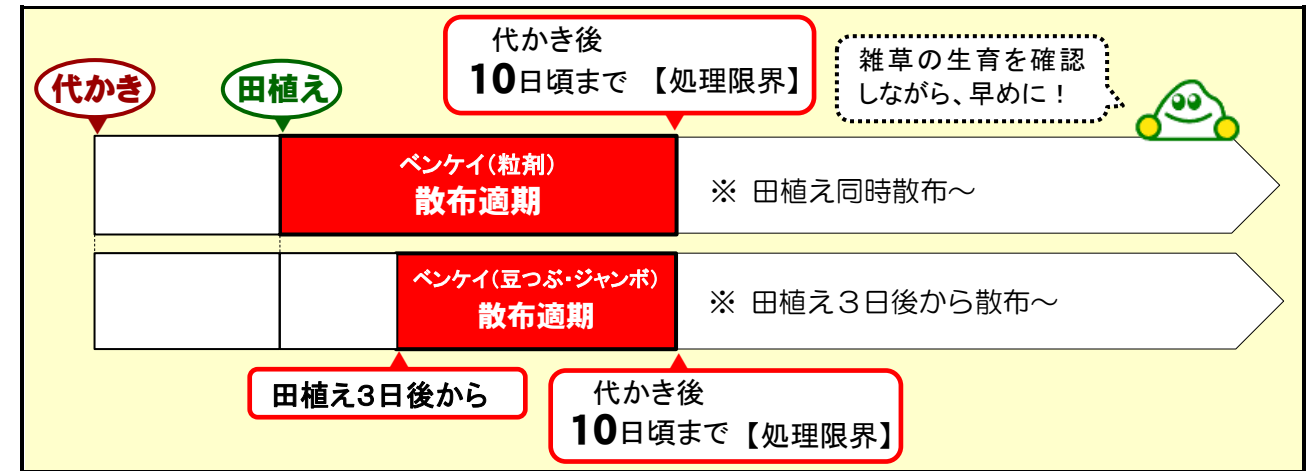 代かき
田植え
代かき後
10日頃まで 【処理限界】
雑草の生育を確認
しながら、早めに！
ベンケイ（粒剤）
散布適期
※ 田植え同時散布～
ベンケイ（豆つぶ・ジャンボ）
散布適期
※ 田植え３日後から散布～
田植え3日後から
代かき後
10日頃まで 【処理限界】